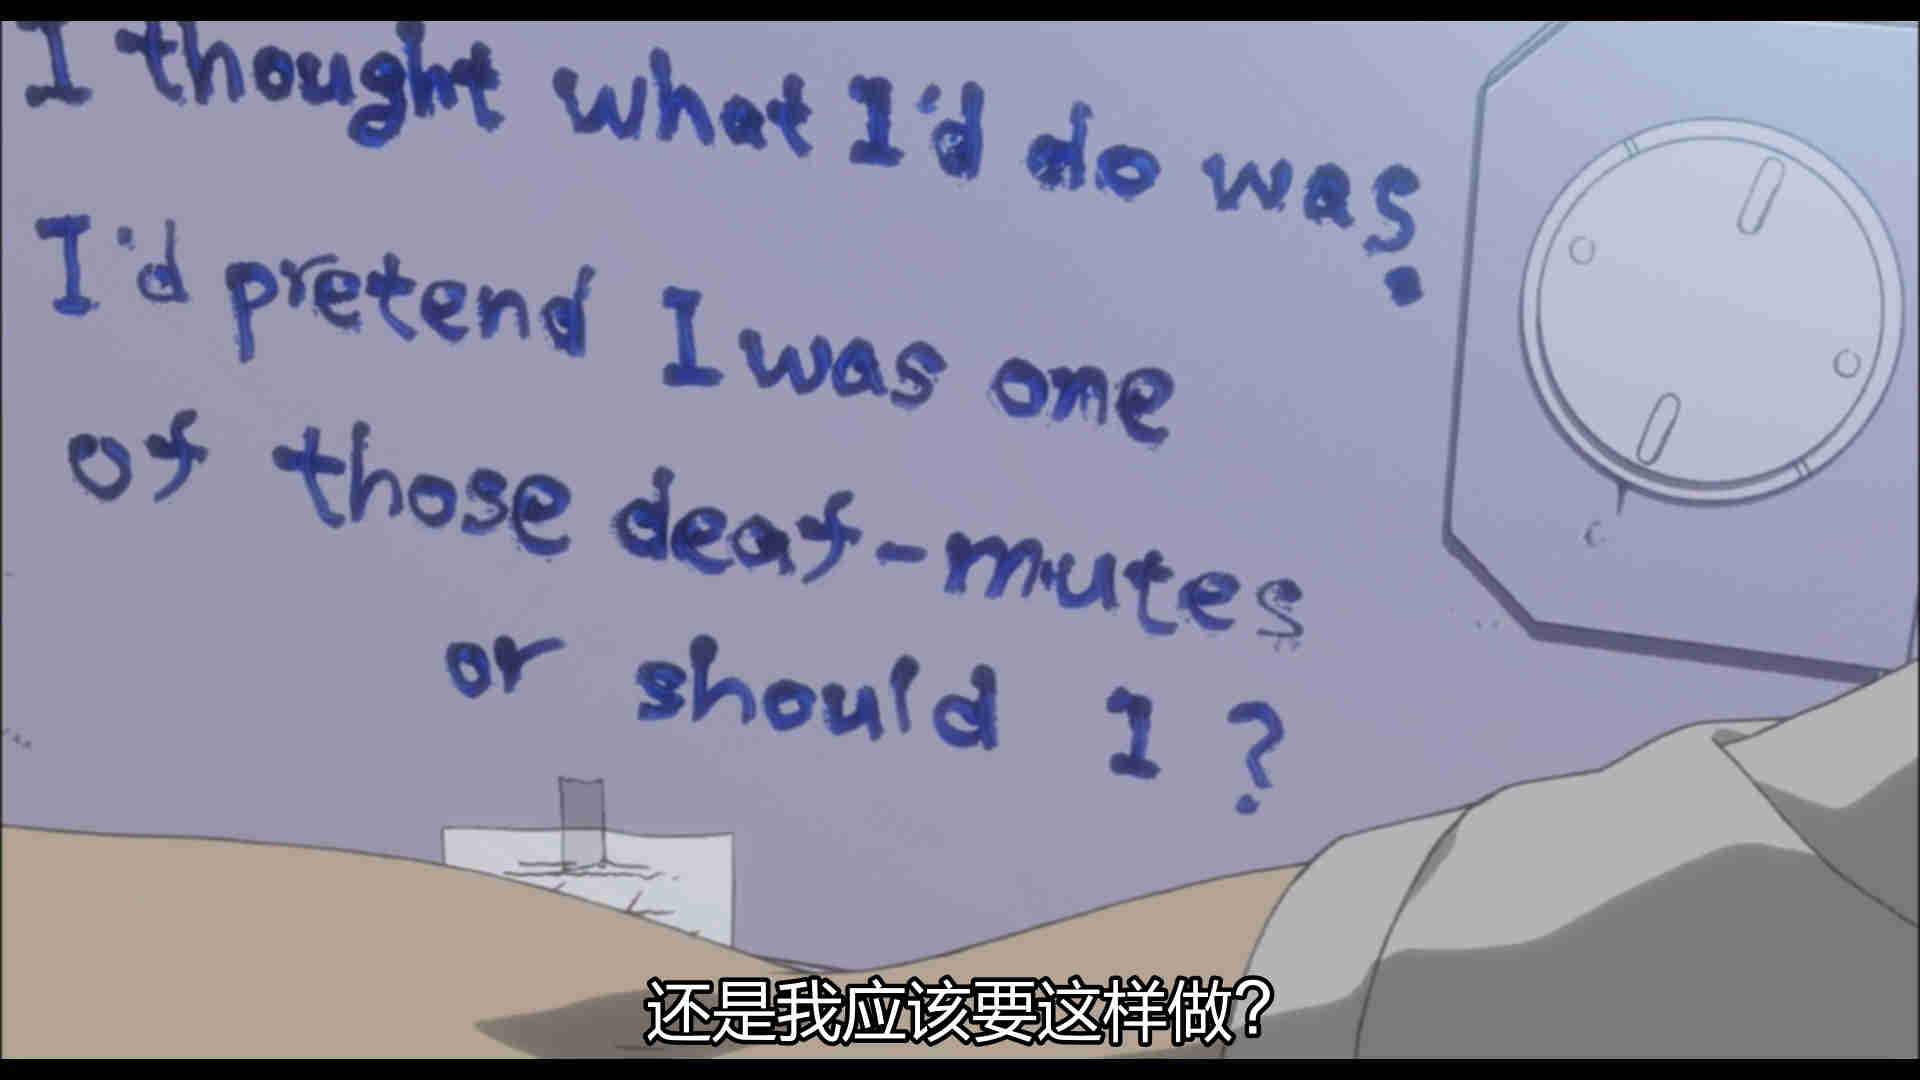 I thought what I'd do was.
I'd pretend I was one
of those deaf-mutes
or should I ?
还是我应该要这样做?